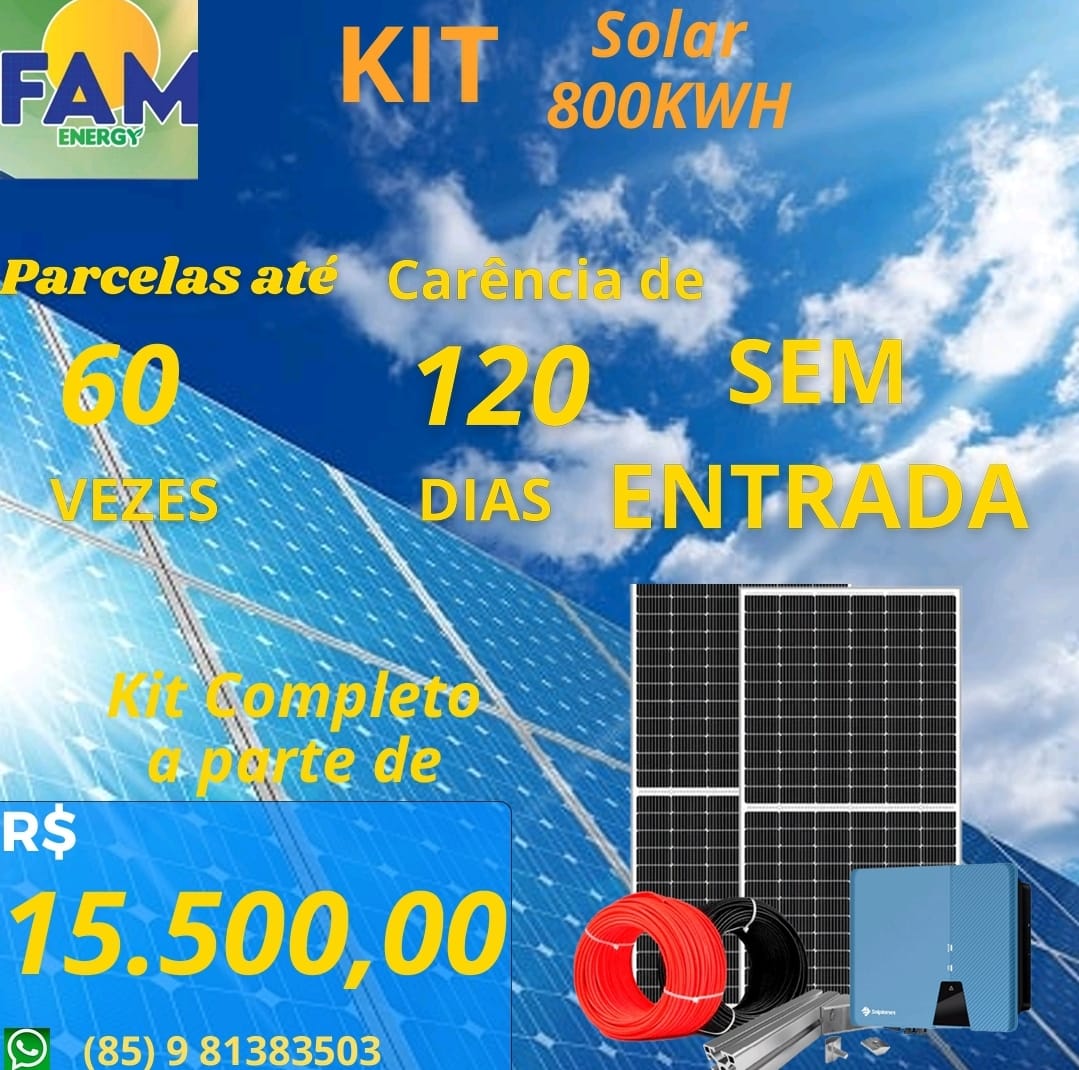 FAM
ENERGY
KIT
Solar
800KWH
Parcelas até
60
VEZES
Carência de
120
DIAS
SEM
ENTRADA
Kit Completo
a parte de
R$
15.500,00
(85) 9 81383503
Solplanet